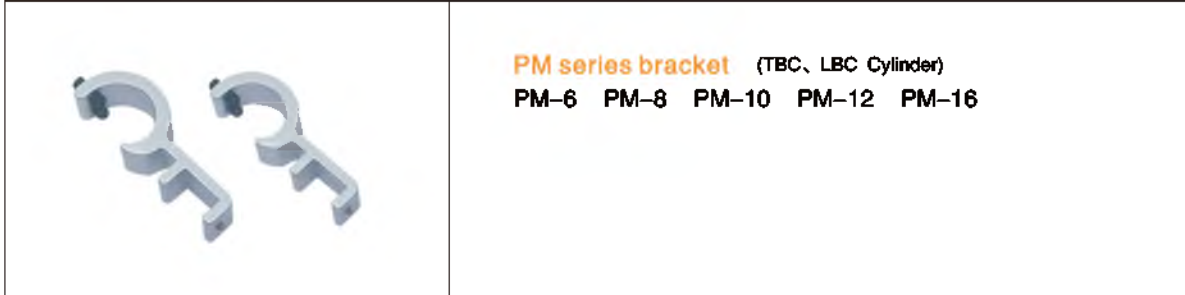 PM series bracket (TBC、LBC Cylinder)
PM–6 PM–8 PM–10 PM–12 PM–16